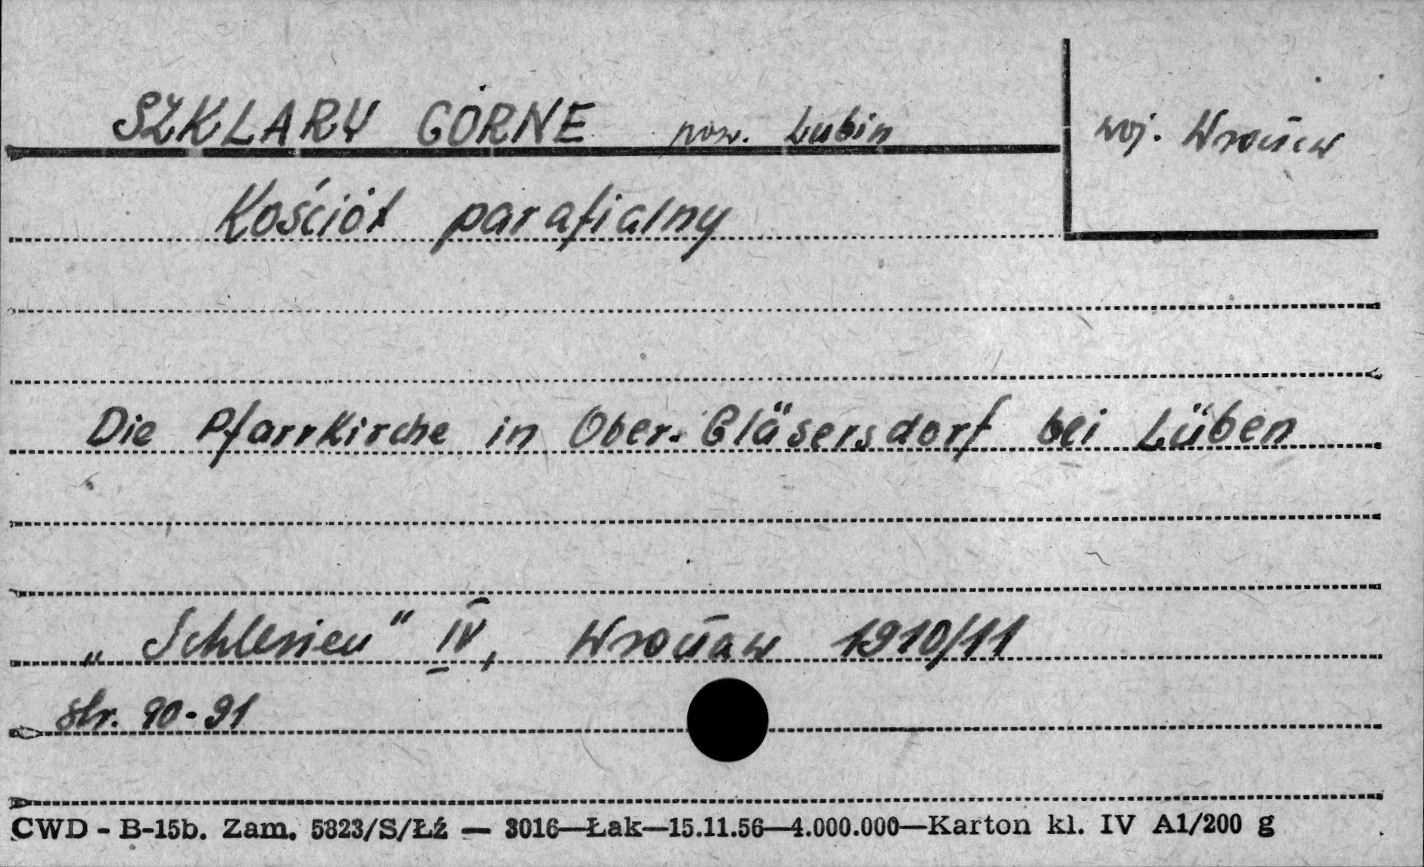 SZKLARY GÓRNE pow. Lubin
woj. Wrocław
Kościół parafialny
Die Pfarrkirche in Ober-Gläsersdorf bei Lüben
„Schlesien" IV, Wrocław 1910/11
str. 90-91
CWD - B-15b. Zam. 5823/S/Łź — 3016—Łak—15.11.56—4.000.000—Karton kl. IV A1/200 g